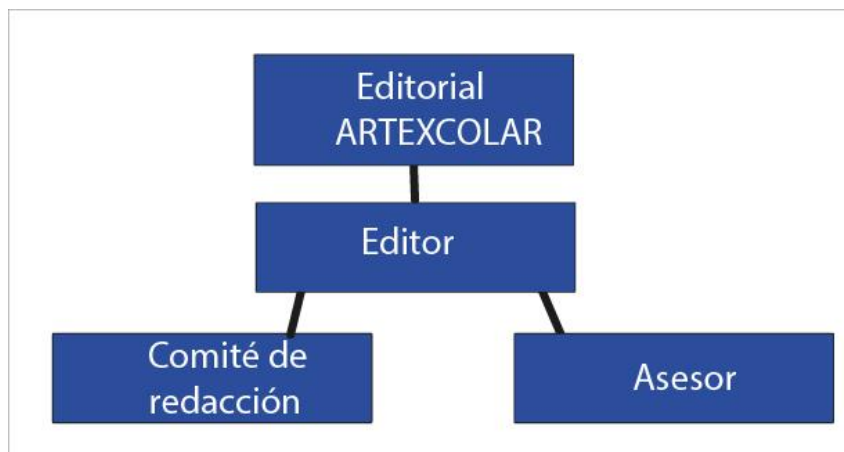 Editorial
ARTEXCOLAR
Editor
Comité de
redacción
Asesor